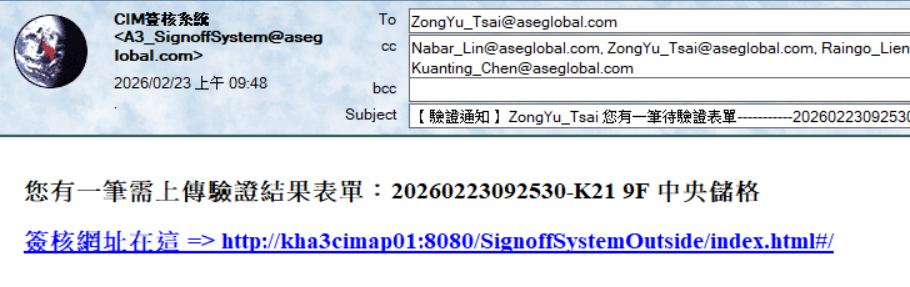 CIM簽核系統
<A3_SignoffSystem@aseg
lobal.com>
2026/02/23 上午 09:48
.
To ZongYu_Tsai@aseglobal.com
cc Nabar_Lin@aseglobal.com, ZongYu_Tsai@aseglobal.com, Raingo_Lien
Kuanting_Chen@aseglobal.com
bcc
Subject 【 驗證通知 】 ZongYu_Tsai 您有一筆待驗證表單-----------20260223092530
您有一筆需上傳驗證結果表單：20260223092530-K21 9F 中央儲格
簽核網址在這 => http://kha3cimap01:8080/SignoffSystemOutside/index.html#/